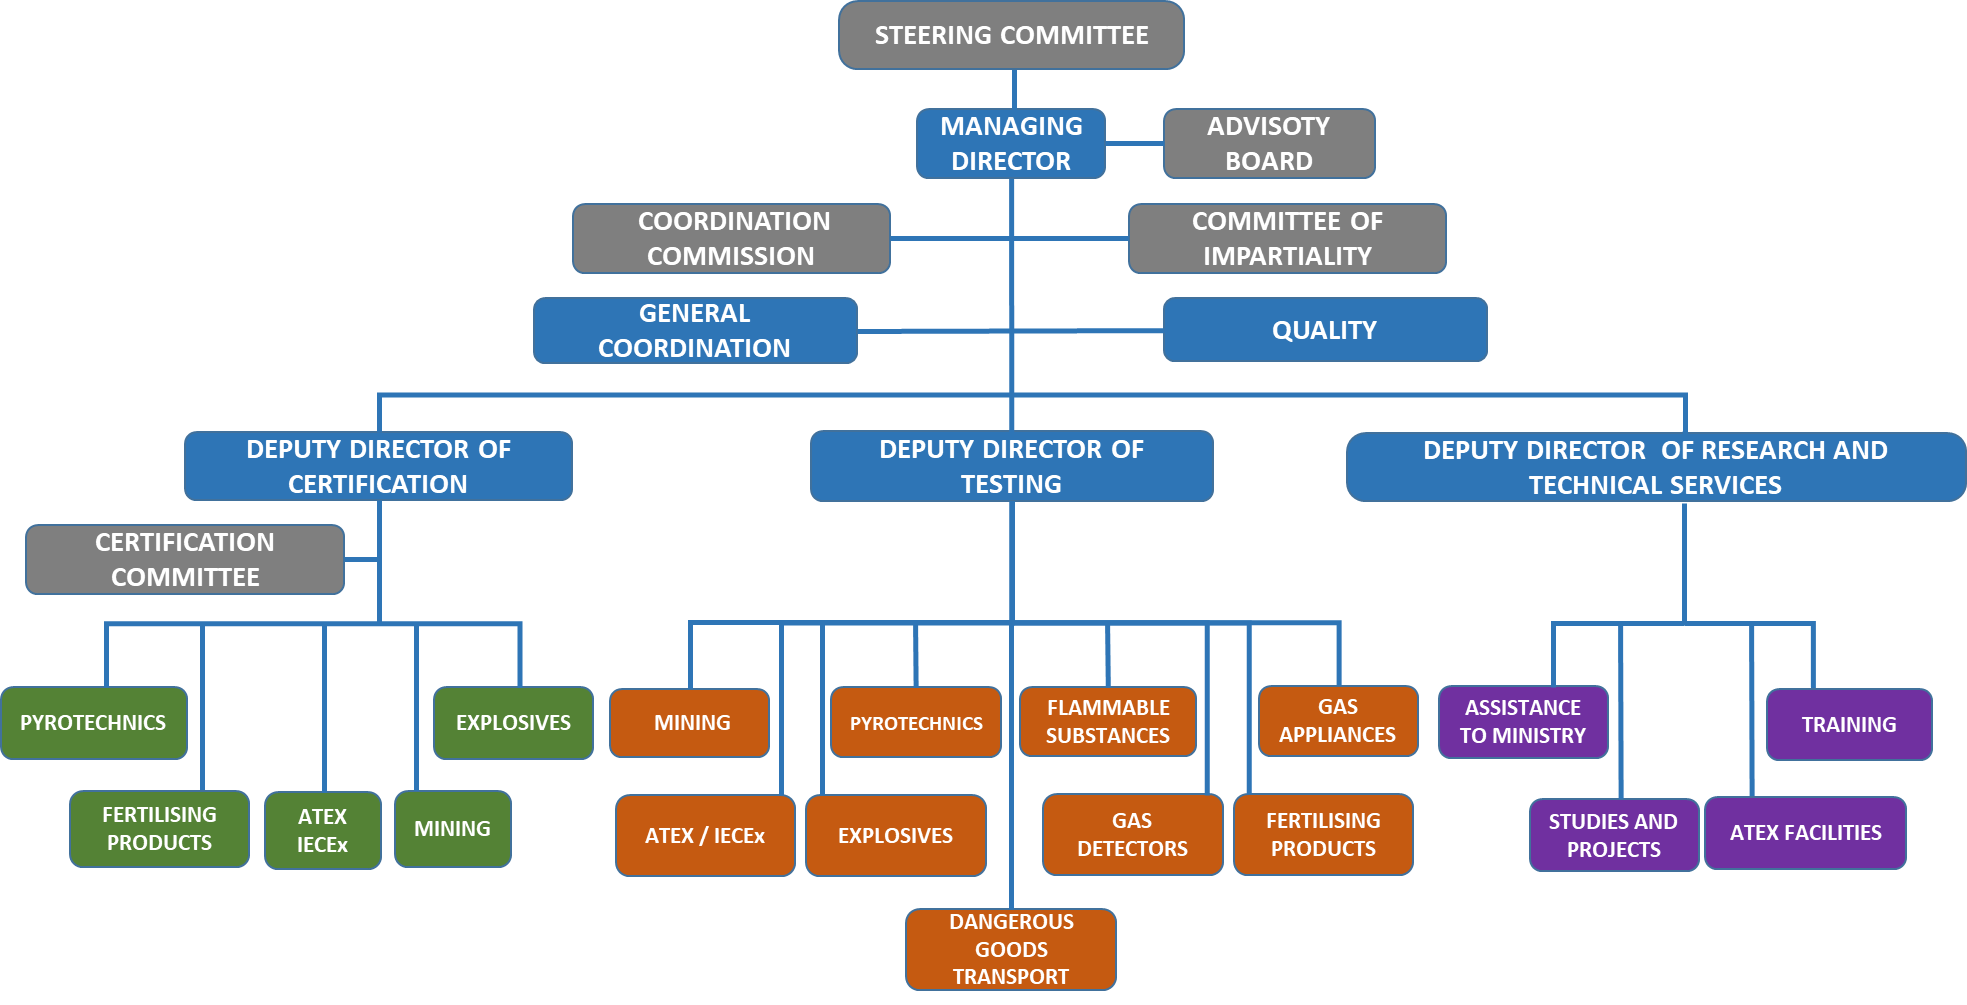 STEERING COMMITTEE
MANAGING
DIRECTOR
ADVISOTY
BOARD
COORDINATION
COMMISSION
COMMITTEE OF
IMPARTIALITY
GENERAL
COORDINATION
QUALITY
DEPUTY DIRECTOR OF
CERTIFICATION
DEPUTY DIRECTOR OF
TESTING
DEPUTY DIRECTOR  OF RESEARCH AND
TECHNICAL SERVICES
CERTIFICATION
COMMITTEE
PYROTECHNICS
EXPLOSIVES
FERTILISING
PRODUCTS
ATEX
IECEx
MINING
MINING
PYROTECHNICS
FLAMMABLE
SUBSTANCES
GAS
APPLIANCES
ATEX / IECEx
EXPLOSIVES
GAS
DETECTORS
FERTILISING
PRODUCTS
DANGEROUS
GOODS
TRANSPORT
ASSISTANCE
TO MINISTRY
TRAINING
STUDIES AND
PROJECTS
ATEX FACILITIES